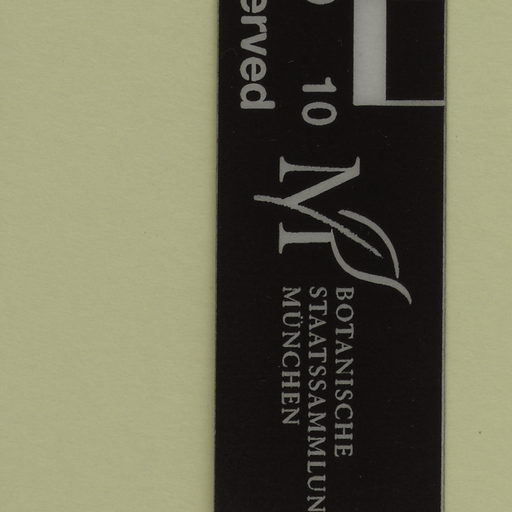 erved
10
BOTANISCHE
STAATSSAMMLUN
MÜNCHEN